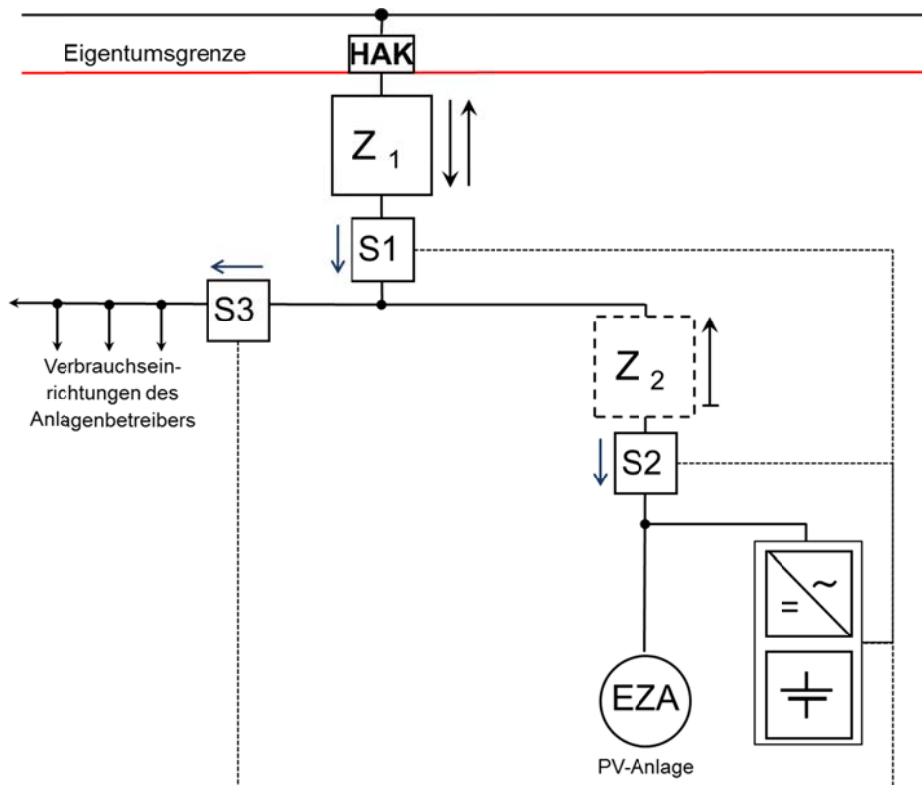 Eigentumsgrenze
HAK
Z 1
S1
S3
Verbrauchsein-
richtungen des
Anlagenbetreibers
Z 2
S2
~
=
EZA
PV-Anlage